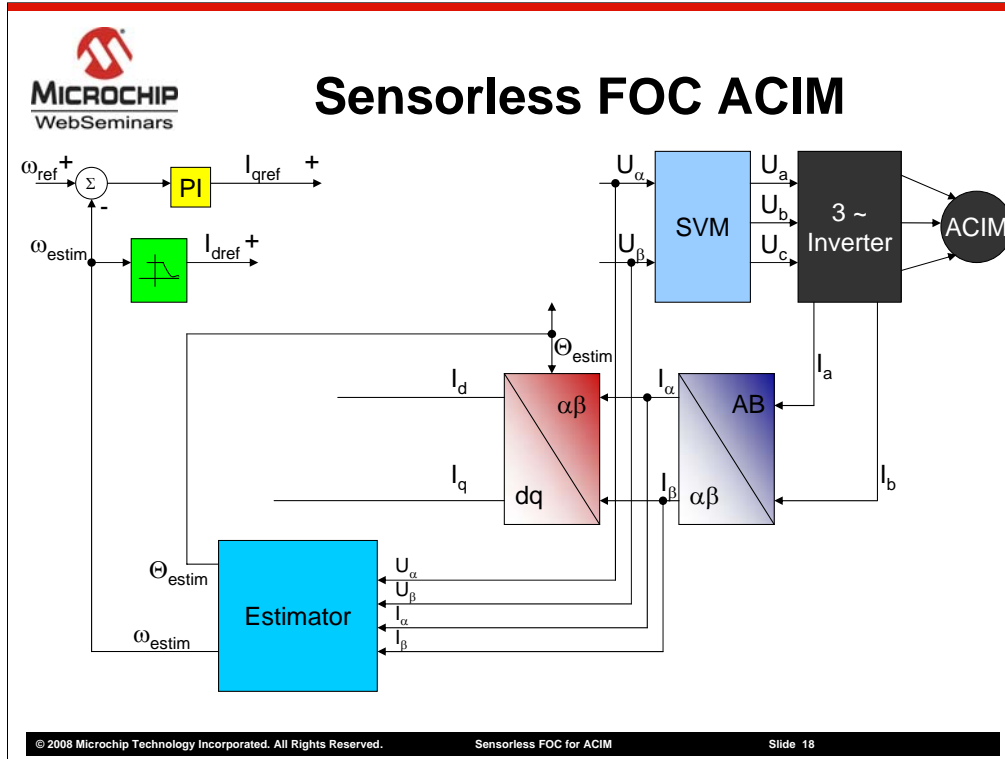 MICROCHIP
WebSeminars
Sensorless FOC ACIM
ωref + Σ - PI Iqref +
ωestim Idref +
Uα
Uβ
SVM
Ua
Ub
Uc
3 ~
Inverter
ACIM
Θestim
Id
Iq
αβ
dq
Iα
Iβ
AB
αβ
Ia
Ib
Θestim
ωestim
Estimator
Uα
Uβ
Iα
Iβ
© 2008 Microchip Technology Incorporated. All Rights Reserved. Sensorless FOC for ACIM Slide 18